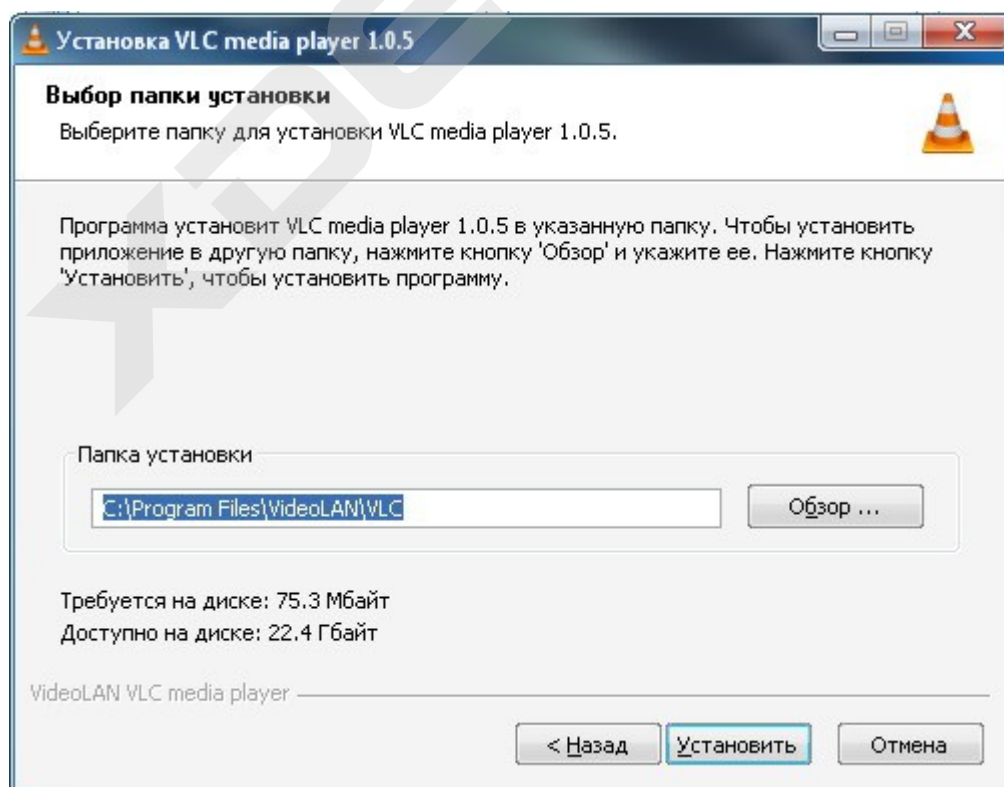 Установка VLC media player 1.0.5
Выбор папки установки
Выберите папку для установки VLC media player 1.0.5.
Программа установит VLC media player 1.0.5 в указанную папку. Чтобы установить
приложение в другую папку, нажмите кнопку 'Обзор' и укажите ее. Нажмите кнопку
'Установить', чтобы установить программу.
Папка установки
C:\Program Files\VideoLAN\VLC
Обзор ...
Требуется на диске: 75.3 Мбайт
Доступно на диске: 22.4 Гбайт
VideoLAN VLC media player
< Назад
Установить
Отмена